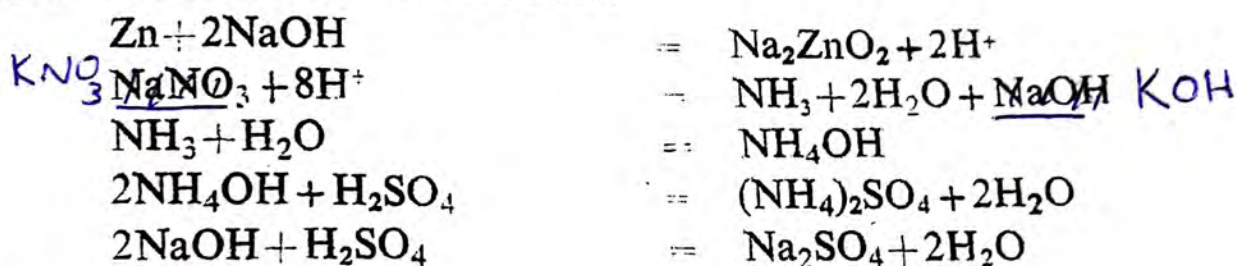 Zn + 2NaOH = Na₂ZnO₂ + 2H⁺
KNO₃ NaNO₃ + 8H⁺ = NH₃ + 2H₂O + NaOH KOH
NH₃ + H₂O = NH₄OH
2NH₄OH + H₂SO₄ = (NH₄)₂SO₄ + 2H₂O
2NaOH + H₂SO₄ = Na₂SO₄ + 2H₂O